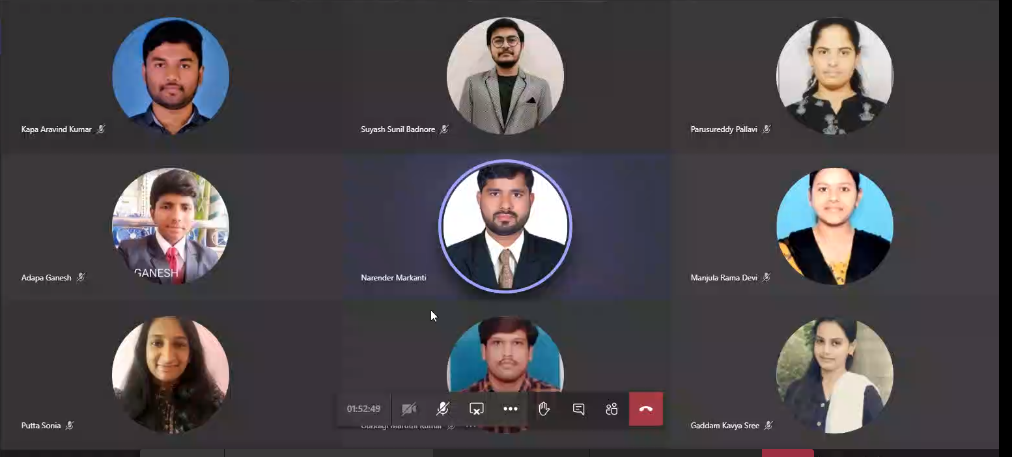 Kapa Aravind Kumar
Suyash Sunil Badnore
Parusureddy Pallavi
GANESH
Adapa Ganesh
Narender Markanti
Manjula Rama Devi
01:52:49
Putta Sonia
Gaddam Kavya Sree